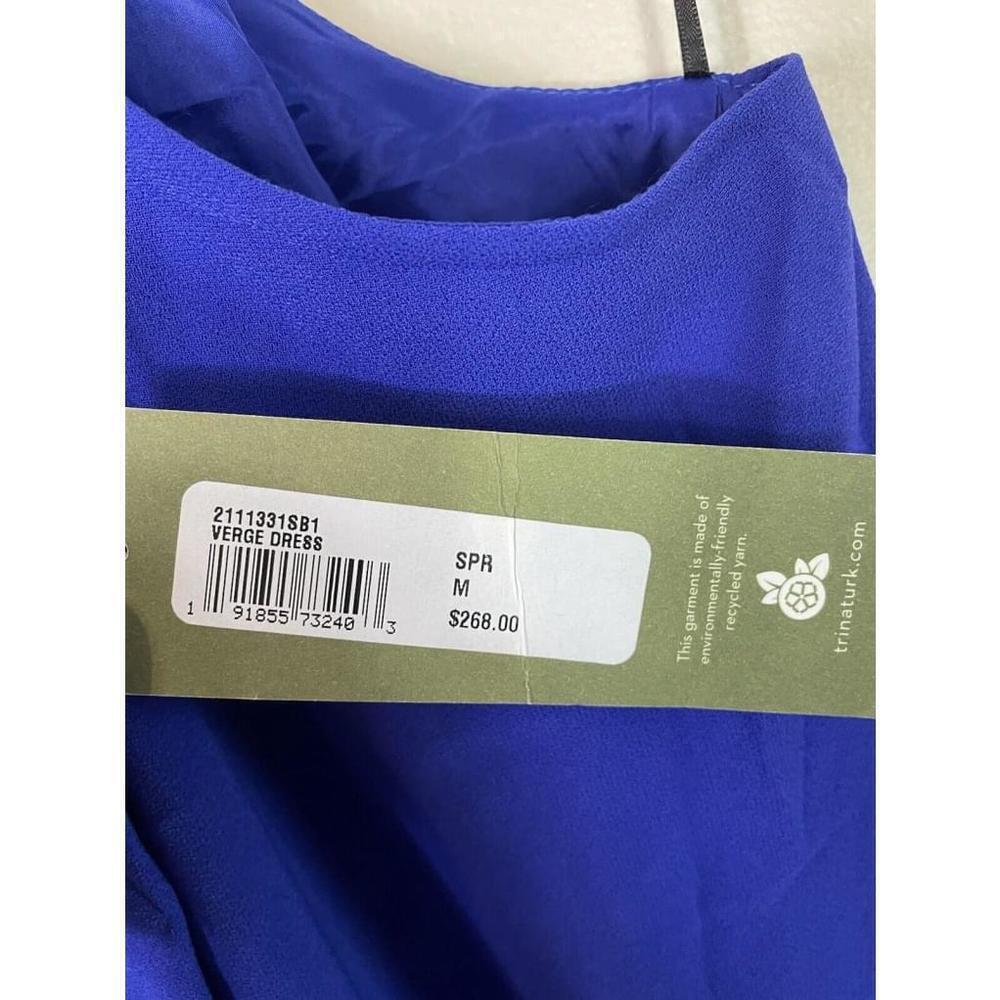 2111331SB1
VERGE DRESS
SPR
M
$268.00
1 91855 73240 3
This garment is made of
environmentally-friendly
recycled yarn.
trinaturk.com